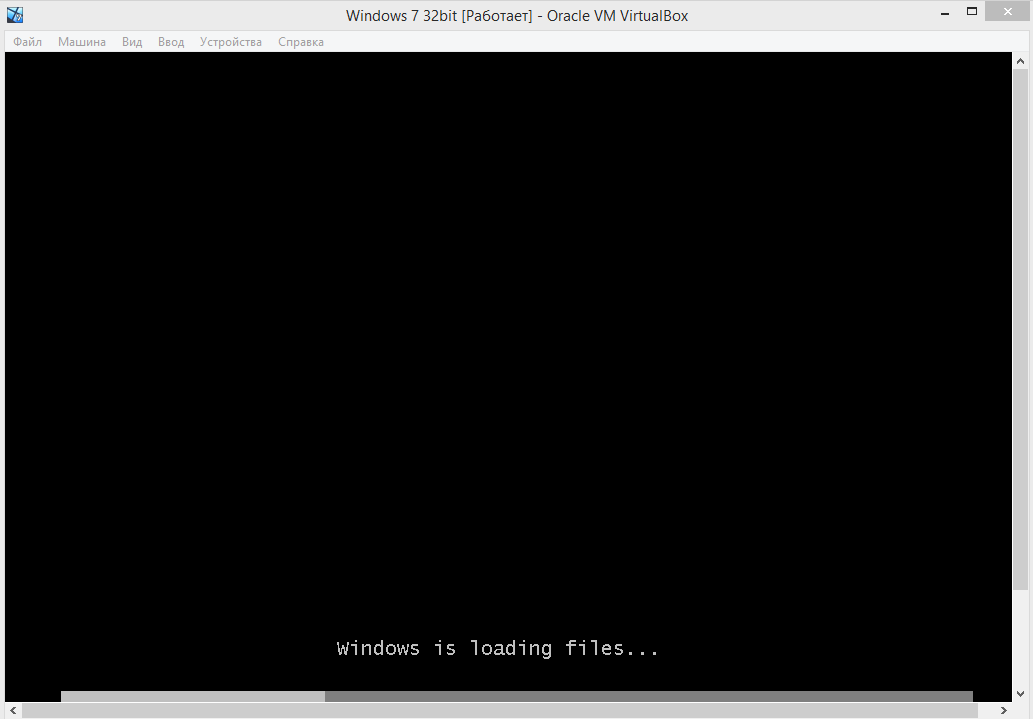 Windows 7 32bit [Работает] - Oracle VM VirtualBox
Файл Машина Вид Ввод Устройства Справка
Windows is loading files...